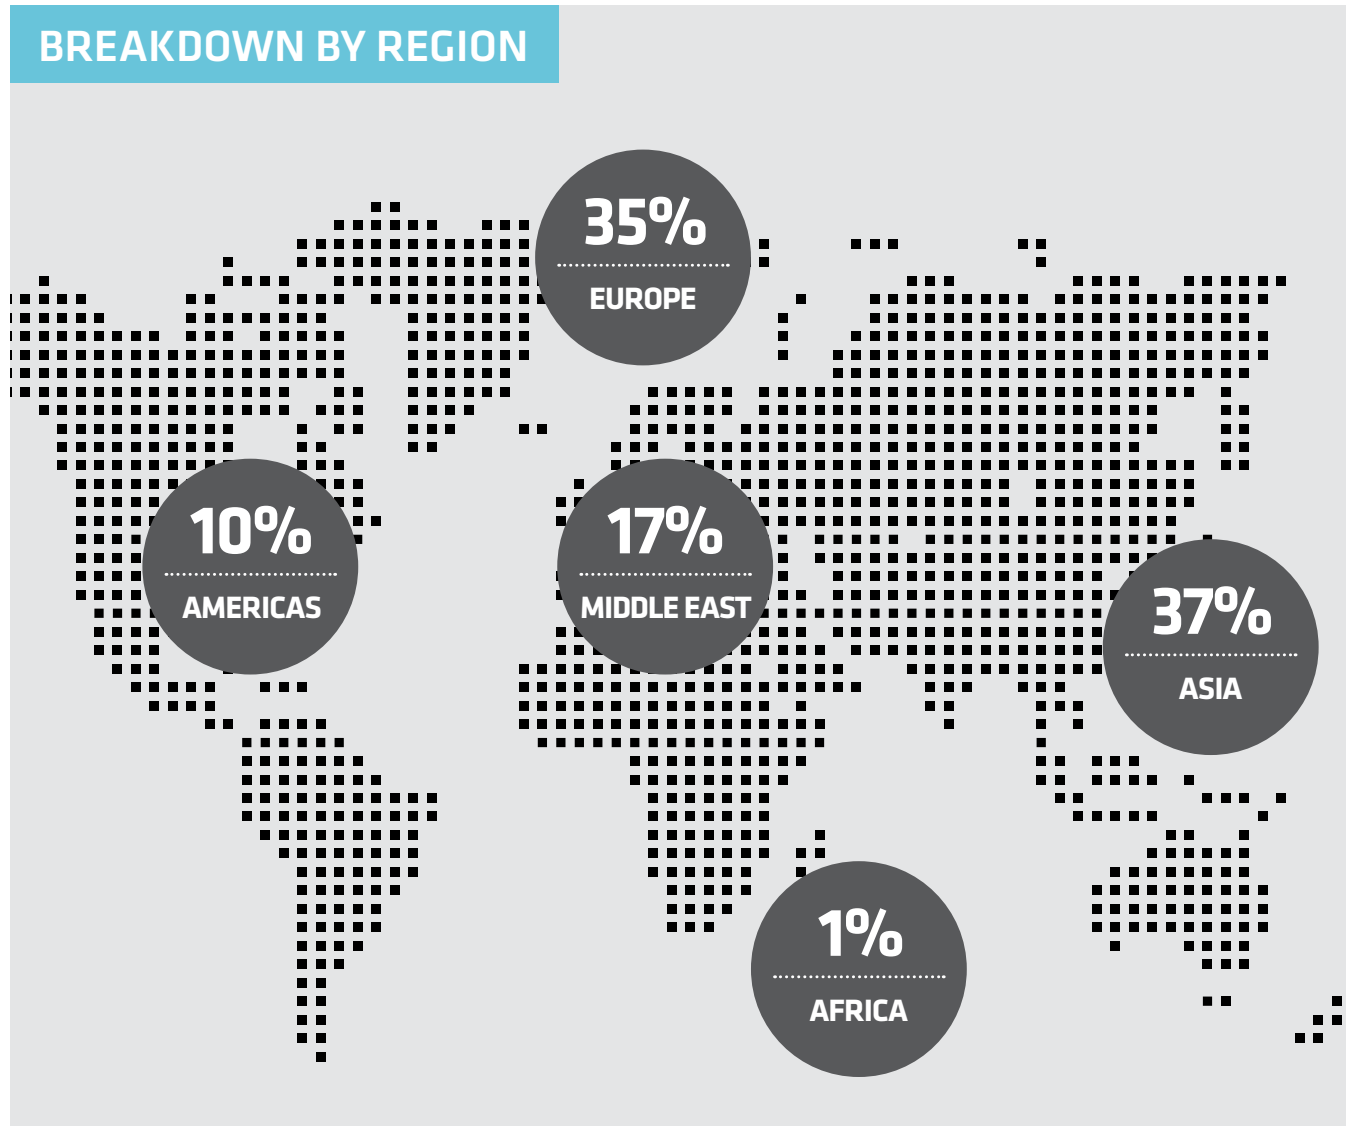 BREAKDOWN BY REGION
35%
EUROPE
10%
AMERICAS
17%
MIDDLE EAST
37%
ASIA
1%
AFRICA